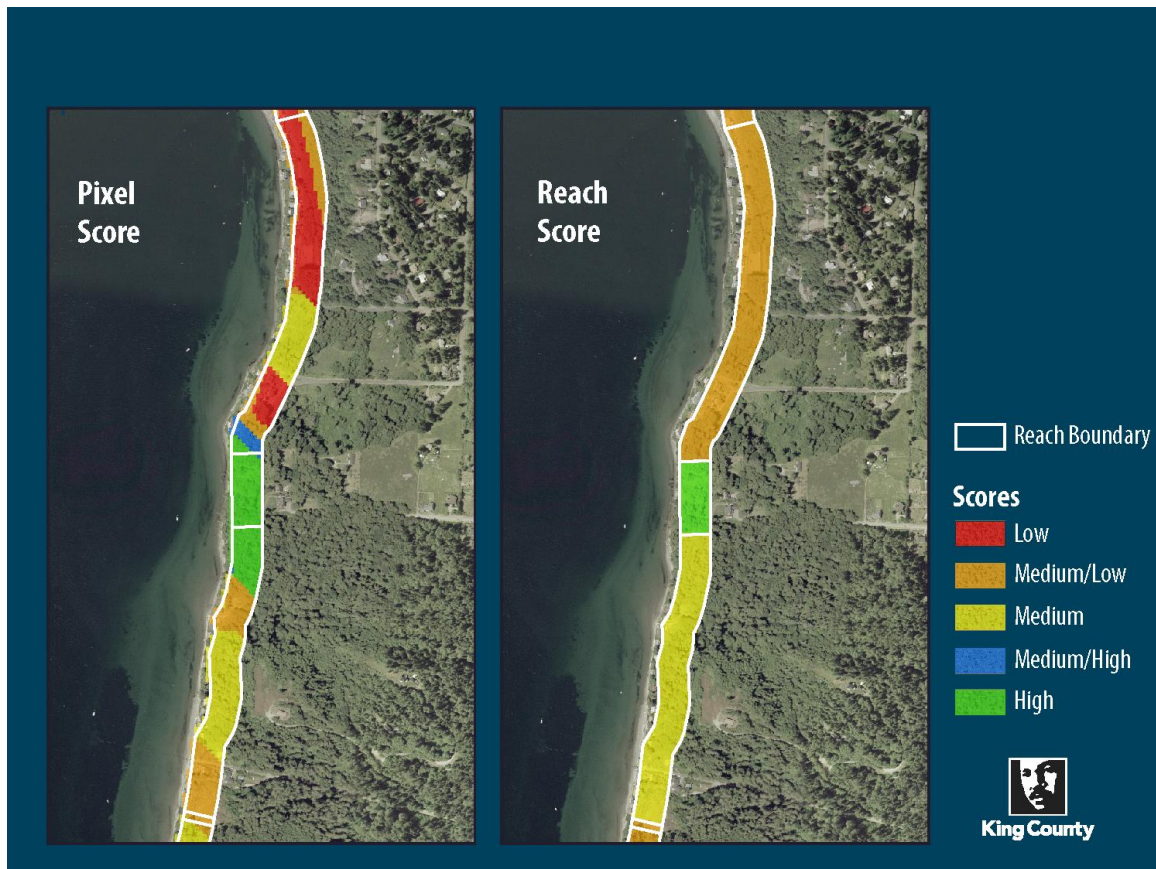 Pixel
Score
Reach
Score
Reach Boundary
Scores
Low
Medium/Low
Medium
Medium/High
High
King County